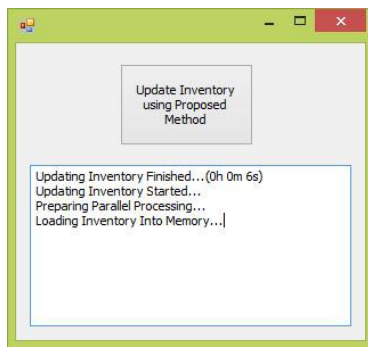 Update Inventory
using Proposed
Method
Updating Inventory Finished...(0h 0m 6s)
Updating Inventory Started...
Preparing Parallel Processing...
Loading Inventory Into Memory...